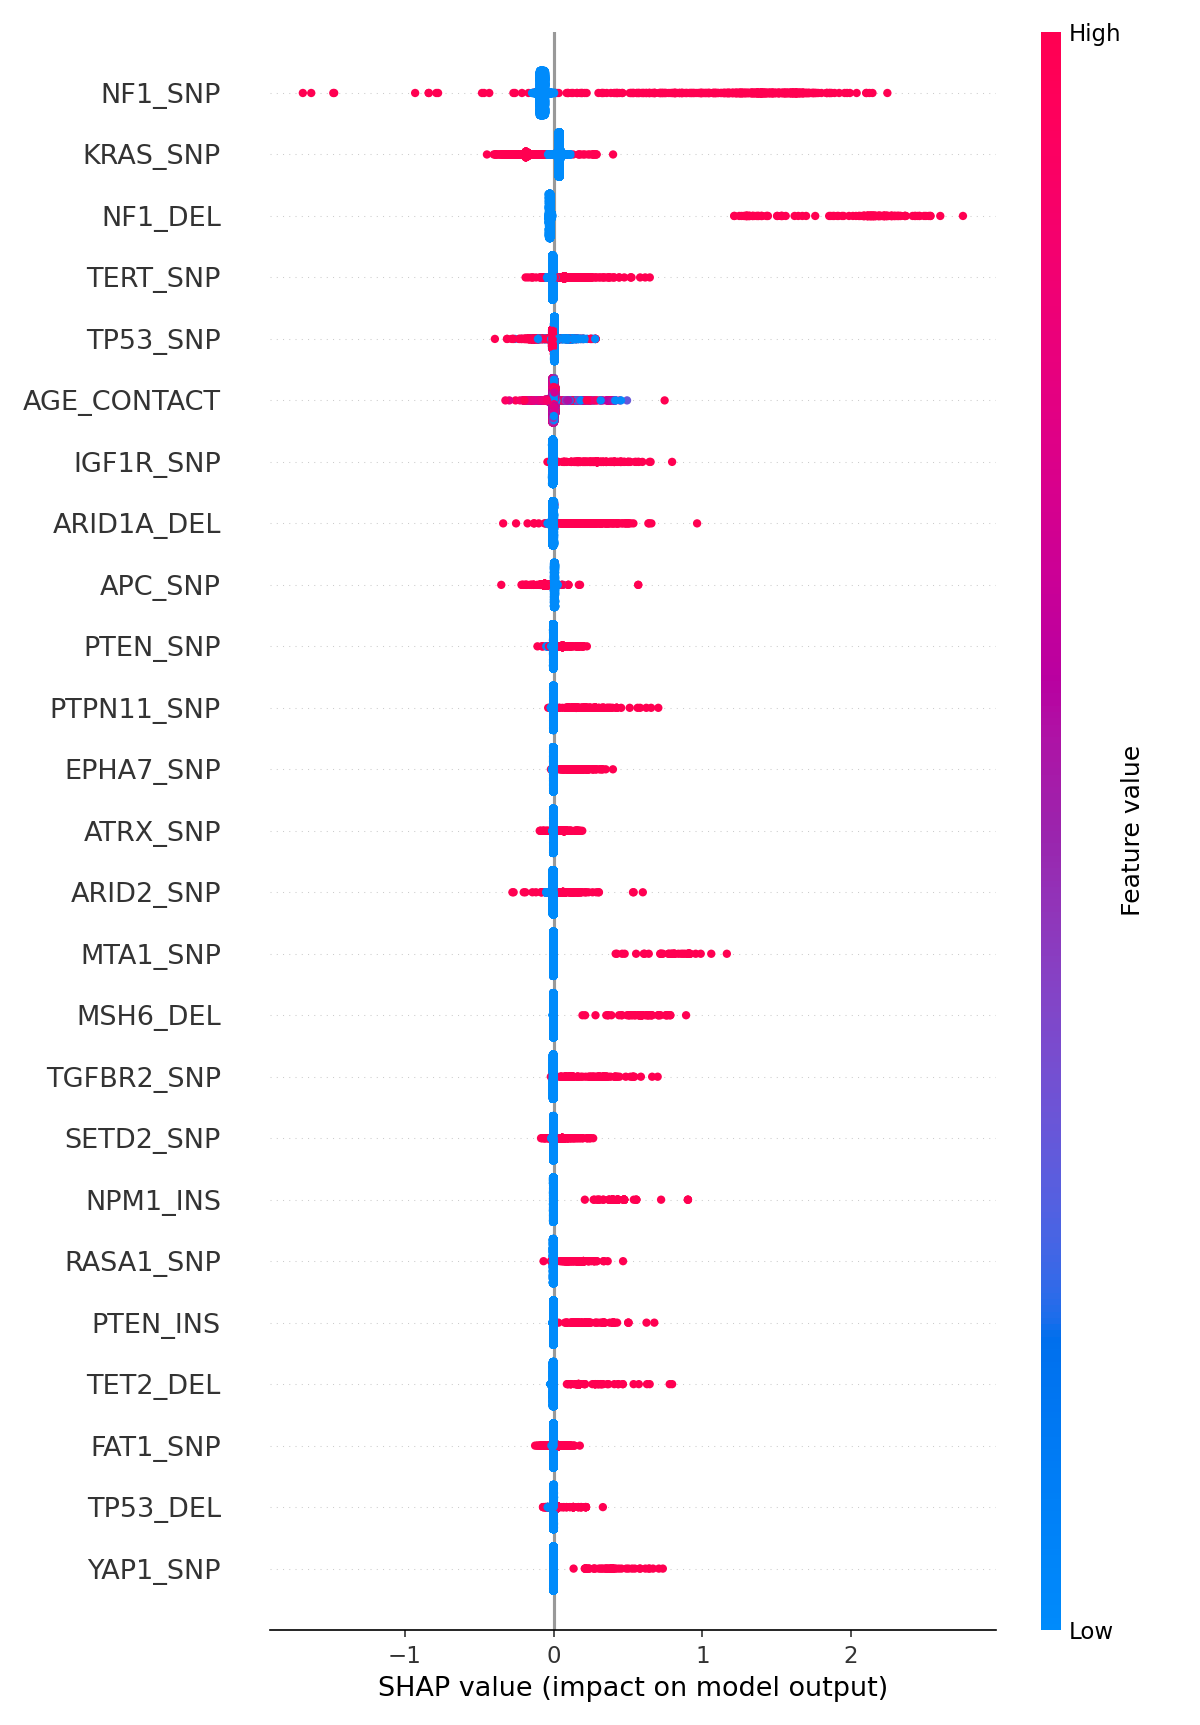 High
NF1_SNP
KRAS_SNP
NF1_DEL
TERT_SNP
TP53_SNP
AGE_CONTACT
IGF1R_SNP
ARID1A_DEL
APC_SNP
PTEN_SNP
PTPN11_SNP
EPHA7_SNP
ATRX_SNP
ARID2_SNP
MTA1_SNP
MSH6_DEL
TGFBR2_SNP
SETD2_SNP
NPM1_INS
RASA1_SNP
PTEN_INS
TET2_DEL
FAT1_SNP
TP53_DEL
YAP1_SNP
Feature value
Low
−1 0 1 2
SHAP value (impact on model output)